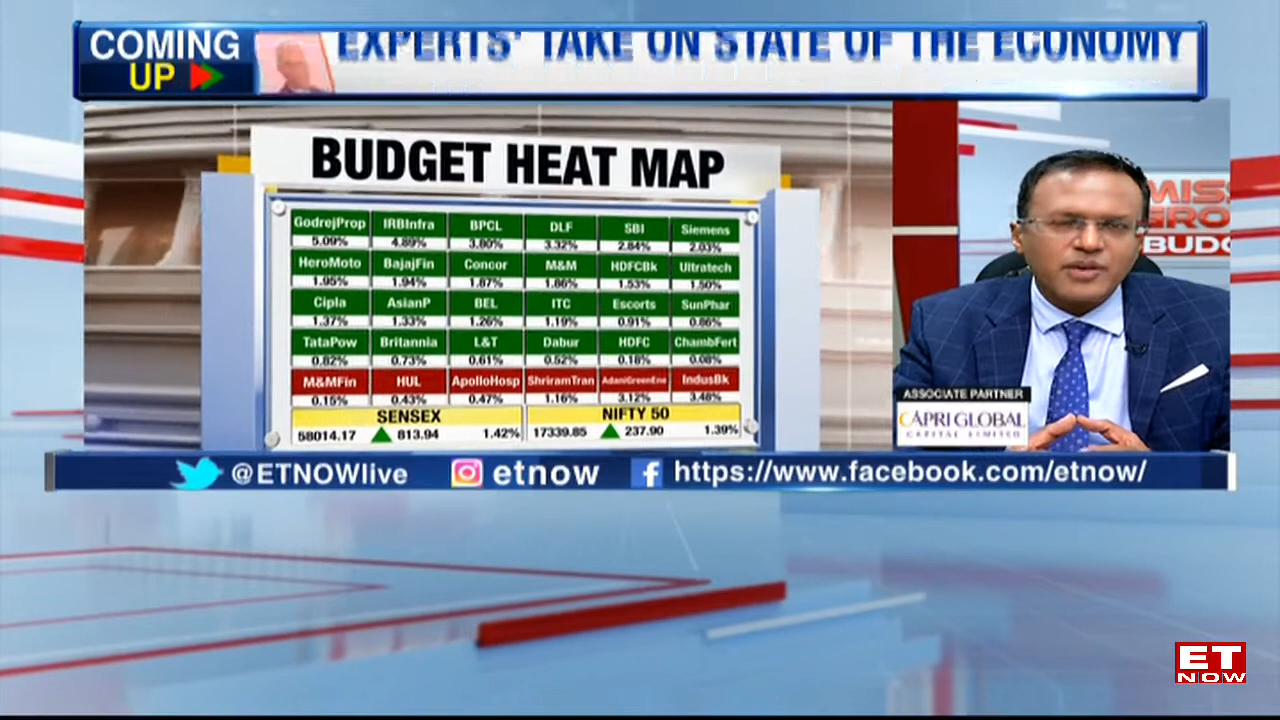 COMING
UP
EXPERTS' TAKE ON STATE OF THE ECONOMY
BUDGET HEAT MAP
GodrejProp IRBInfra BPCL DLF SBI Siemens
5.09% 4.89% 3.80% 3.32% 2.84% 2.03%
HeroMoto BajajFin Concor M&M HDFCBk Ultratech
1.95% 1.94% 1.87% 1.86% 1.53% 1.50%
Cipla AsianP BEL ITC Escorts SunPhar
1.37% 1.33% 1.26% 1.19% 0.91% 0.86%
TataPow Britannia L&T Dabur HDFC ChambFert
0.82% 0.73% 0.61% 0.52% 0.18% 0.08%
M&MFin HUL ApolloHosp ShriramTran AdaniGreenEne IndusBk
0.15% 0.43% 0.47% 1.16% 3.12% 3.48%
SENSEX NIFTY 50
58014.17 813.94 1.42% 17339.85 237.90 1.39%
MISS
GRO
BUDG
ASSOCIATE PARTNER
CAPRI GLOBAL
CAPITAL LIMITED
@ETNOWlive etnow https://www.facebook.com/etnow/
ET
NOW